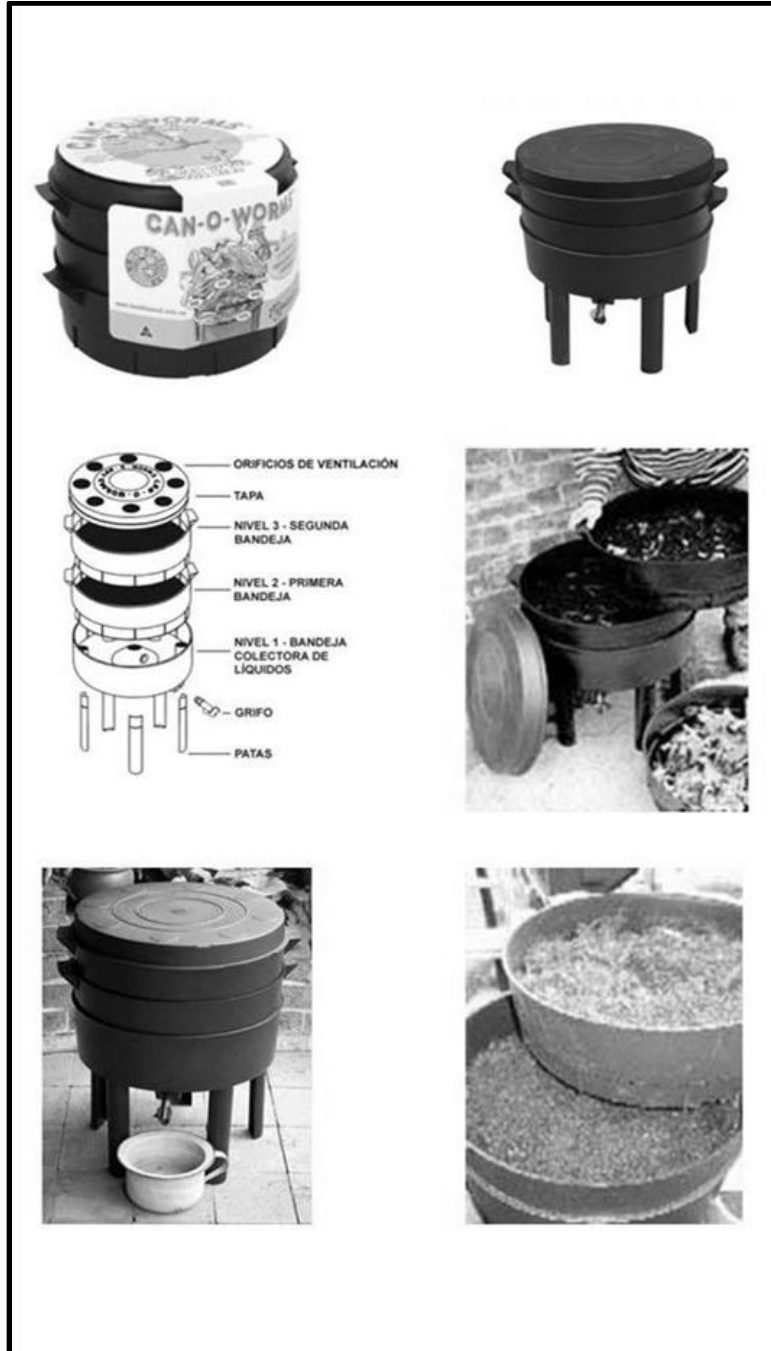 CAN-O-WORMS
CAN-O-WORMS
ORIFICIOS DE VENTILACIÓN
TAPA
NIVEL 3 - SEGUNDA
BANDEJA
NIVEL 2 - PRIMERA
BANDEJA
NIVEL 1 - BANDEJA
COLECTORA DE
LÍQUIDOS
GRIFO
PATAS